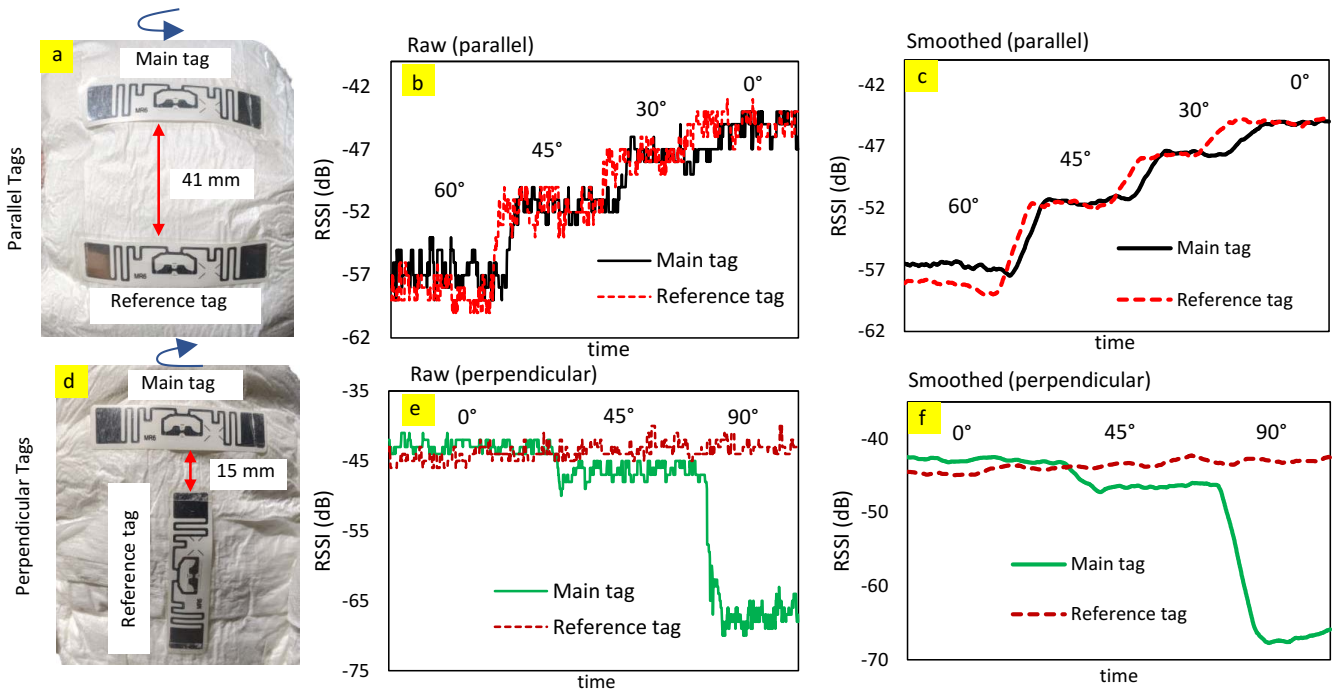 Parallel Tags
a
Main tag
MR6
41 mm
MR6
Reference tag
Raw (parallel)
b
RSSI (dB)
-42
-47
-52
-57
-62
60°
45°
30°
0°
Main tag
Reference tag
time
Smoothed (parallel)
c
RSSI (dB)
-42
-47
-52
-57
-62
60°
45°
30°
0°
Main tag
Reference tag
time
Perpendicular Tags
d
Main tag
MR6
15 mm
Reference tag
MR6
Raw (perpendicular)
e
RSSI (dB)
-35
-45
-55
-65
-75
0°
45°
90°
Main tag
Reference tag
time
Smoothed (perpendicular)
f
RSSI (dB)
-40
-50
-60
-70
0°
45°
90°
Main tag
Reference tag
time